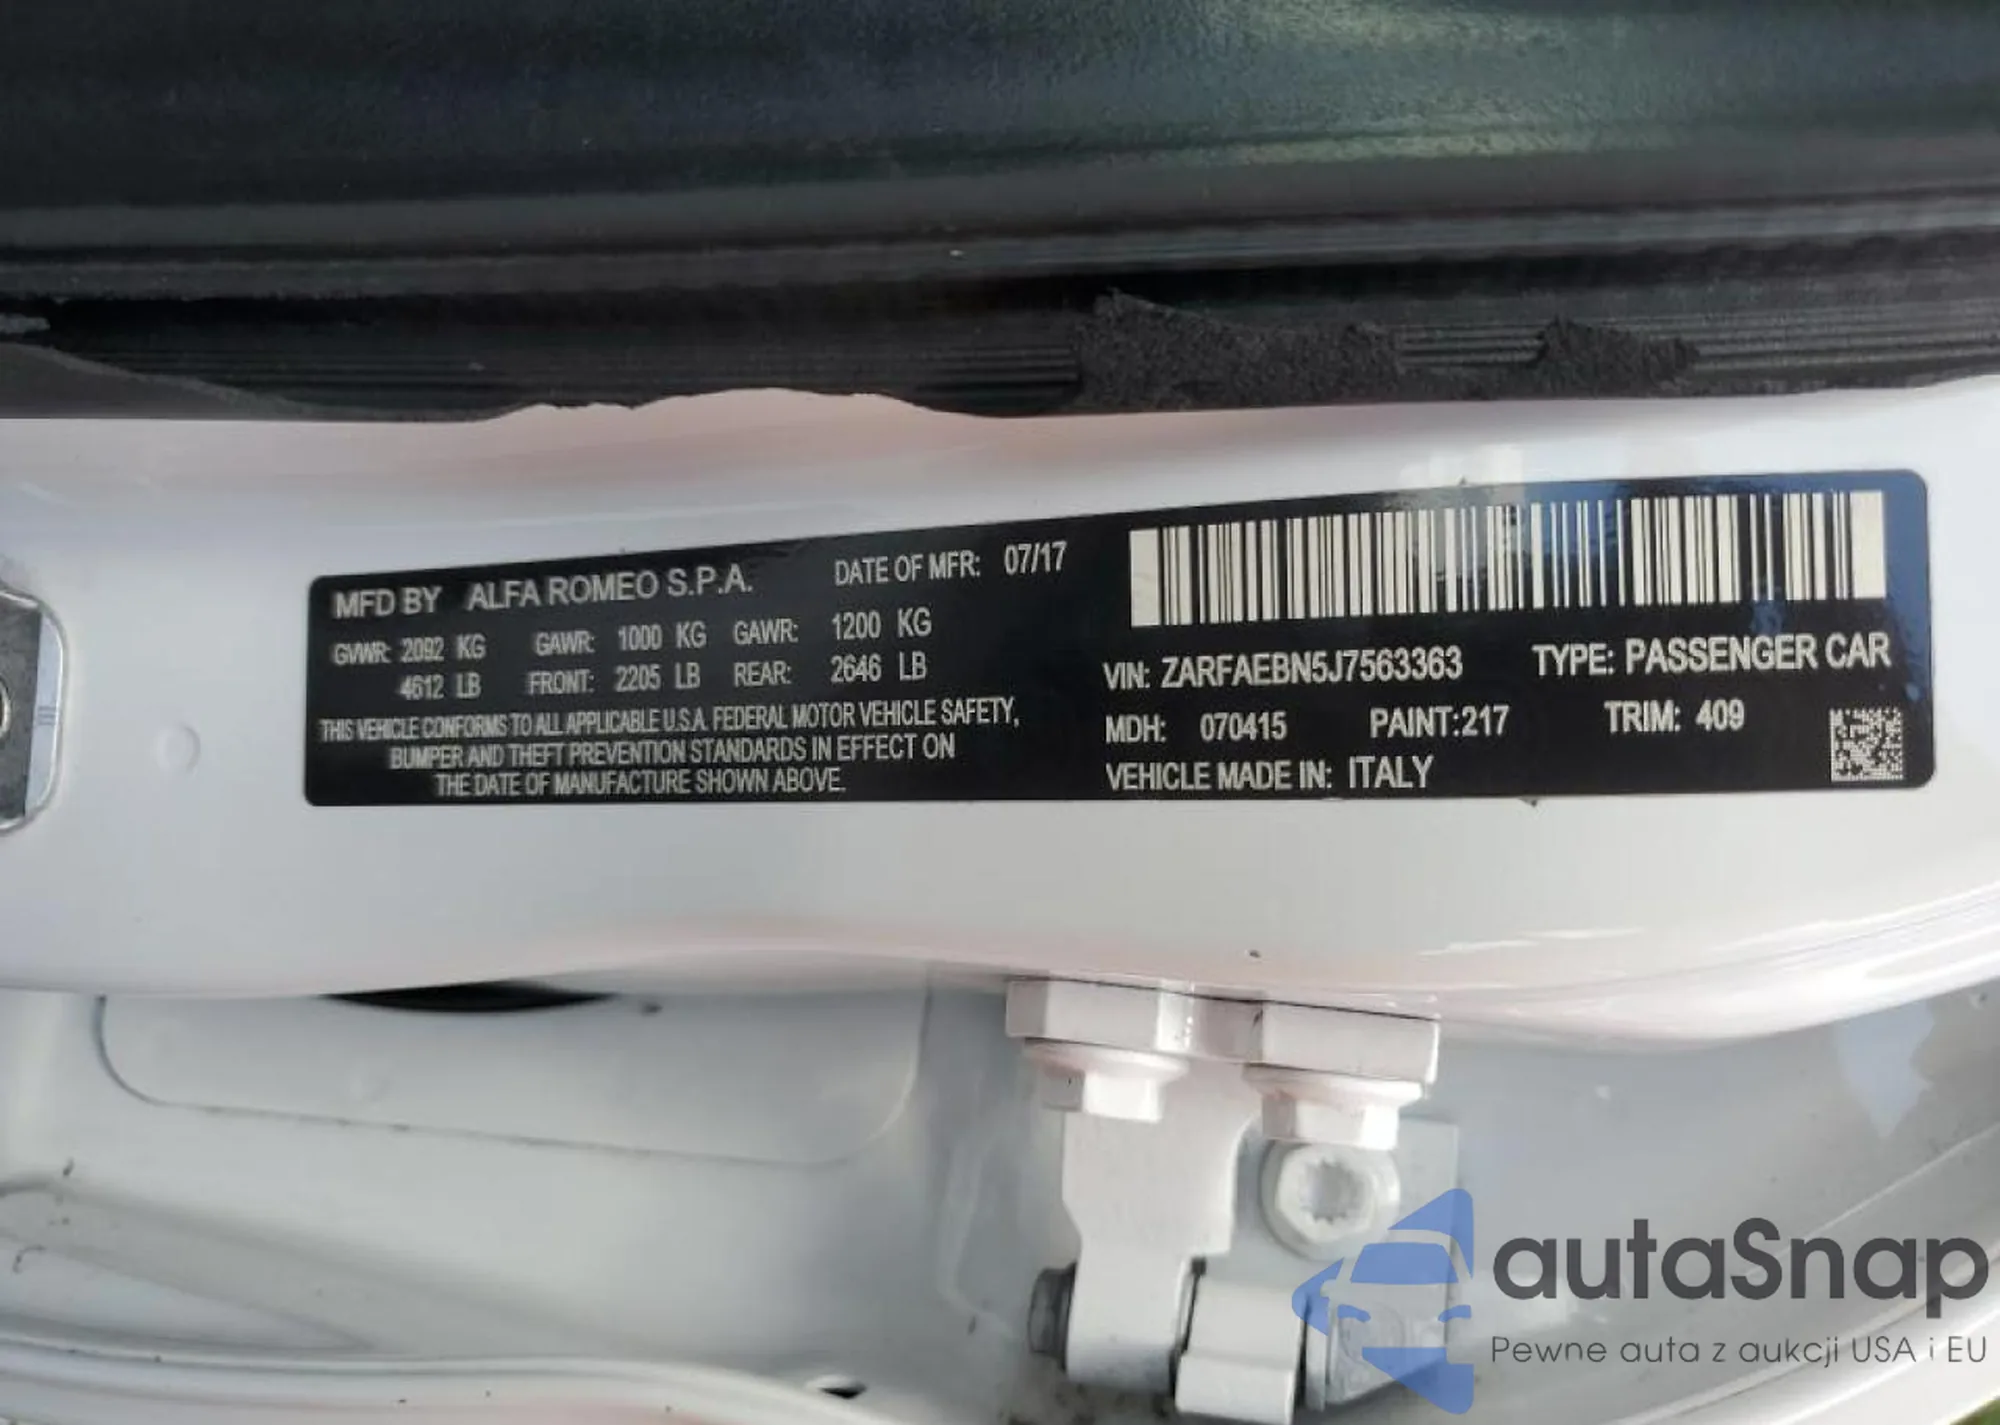 MFD BY ALFA ROMEO S.P.A. DATE OF MFR: 07/17
GVWR: 2092 KG GAWR: 1000 KG GAWR: 1200 KG
4612 LB FRONT: 2205 LB REAR: 2646 LB
THIS VEHICLE CONFORMS TO ALL APPLICABLE U.S.A. FEDERAL MOTOR VEHICLE SAFETY,
BUMPER AND THEFT PREVENTION STANDARDS IN EFFECT ON
THE DATE OF MANUFACTURE SHOWN ABOVE.
VIN: ZARFAEBN5J7563363 TYPE: PASSENGER CAR
MDH: 070415 PAINT:217 TRIM: 409
VEHICLE MADE IN: ITALY
autaSnap
Pewne auta z aukcji USA i EU